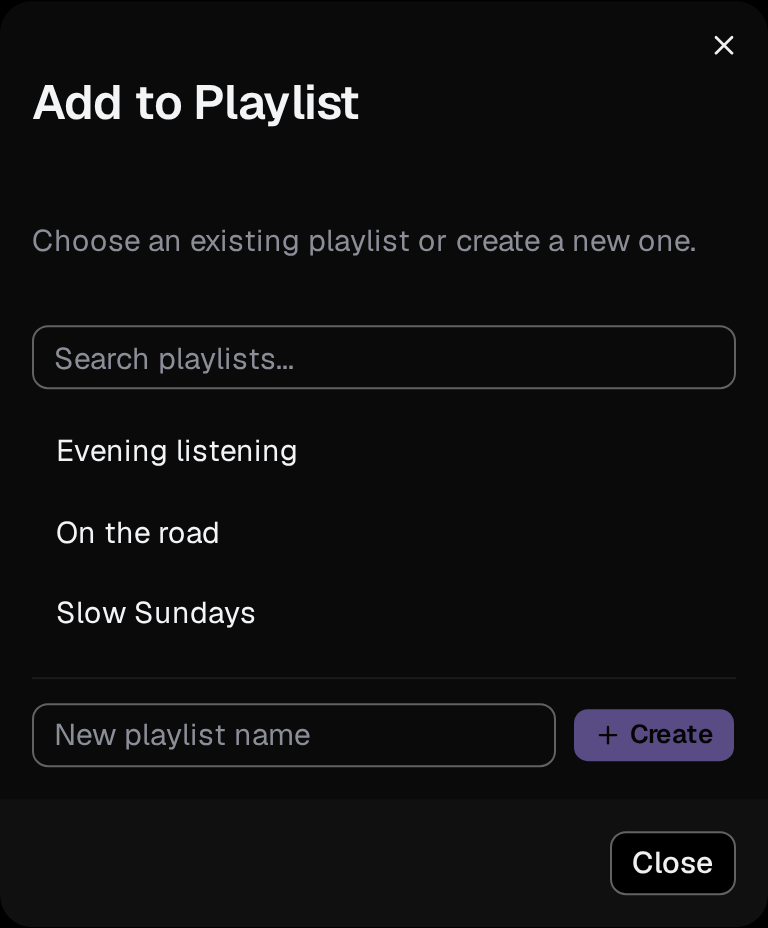 Add to Playlist
Choose an existing playlist or create a new one.
Search playlists...
Evening listening
On the road
Slow Sundays
New playlist name
Create
Close